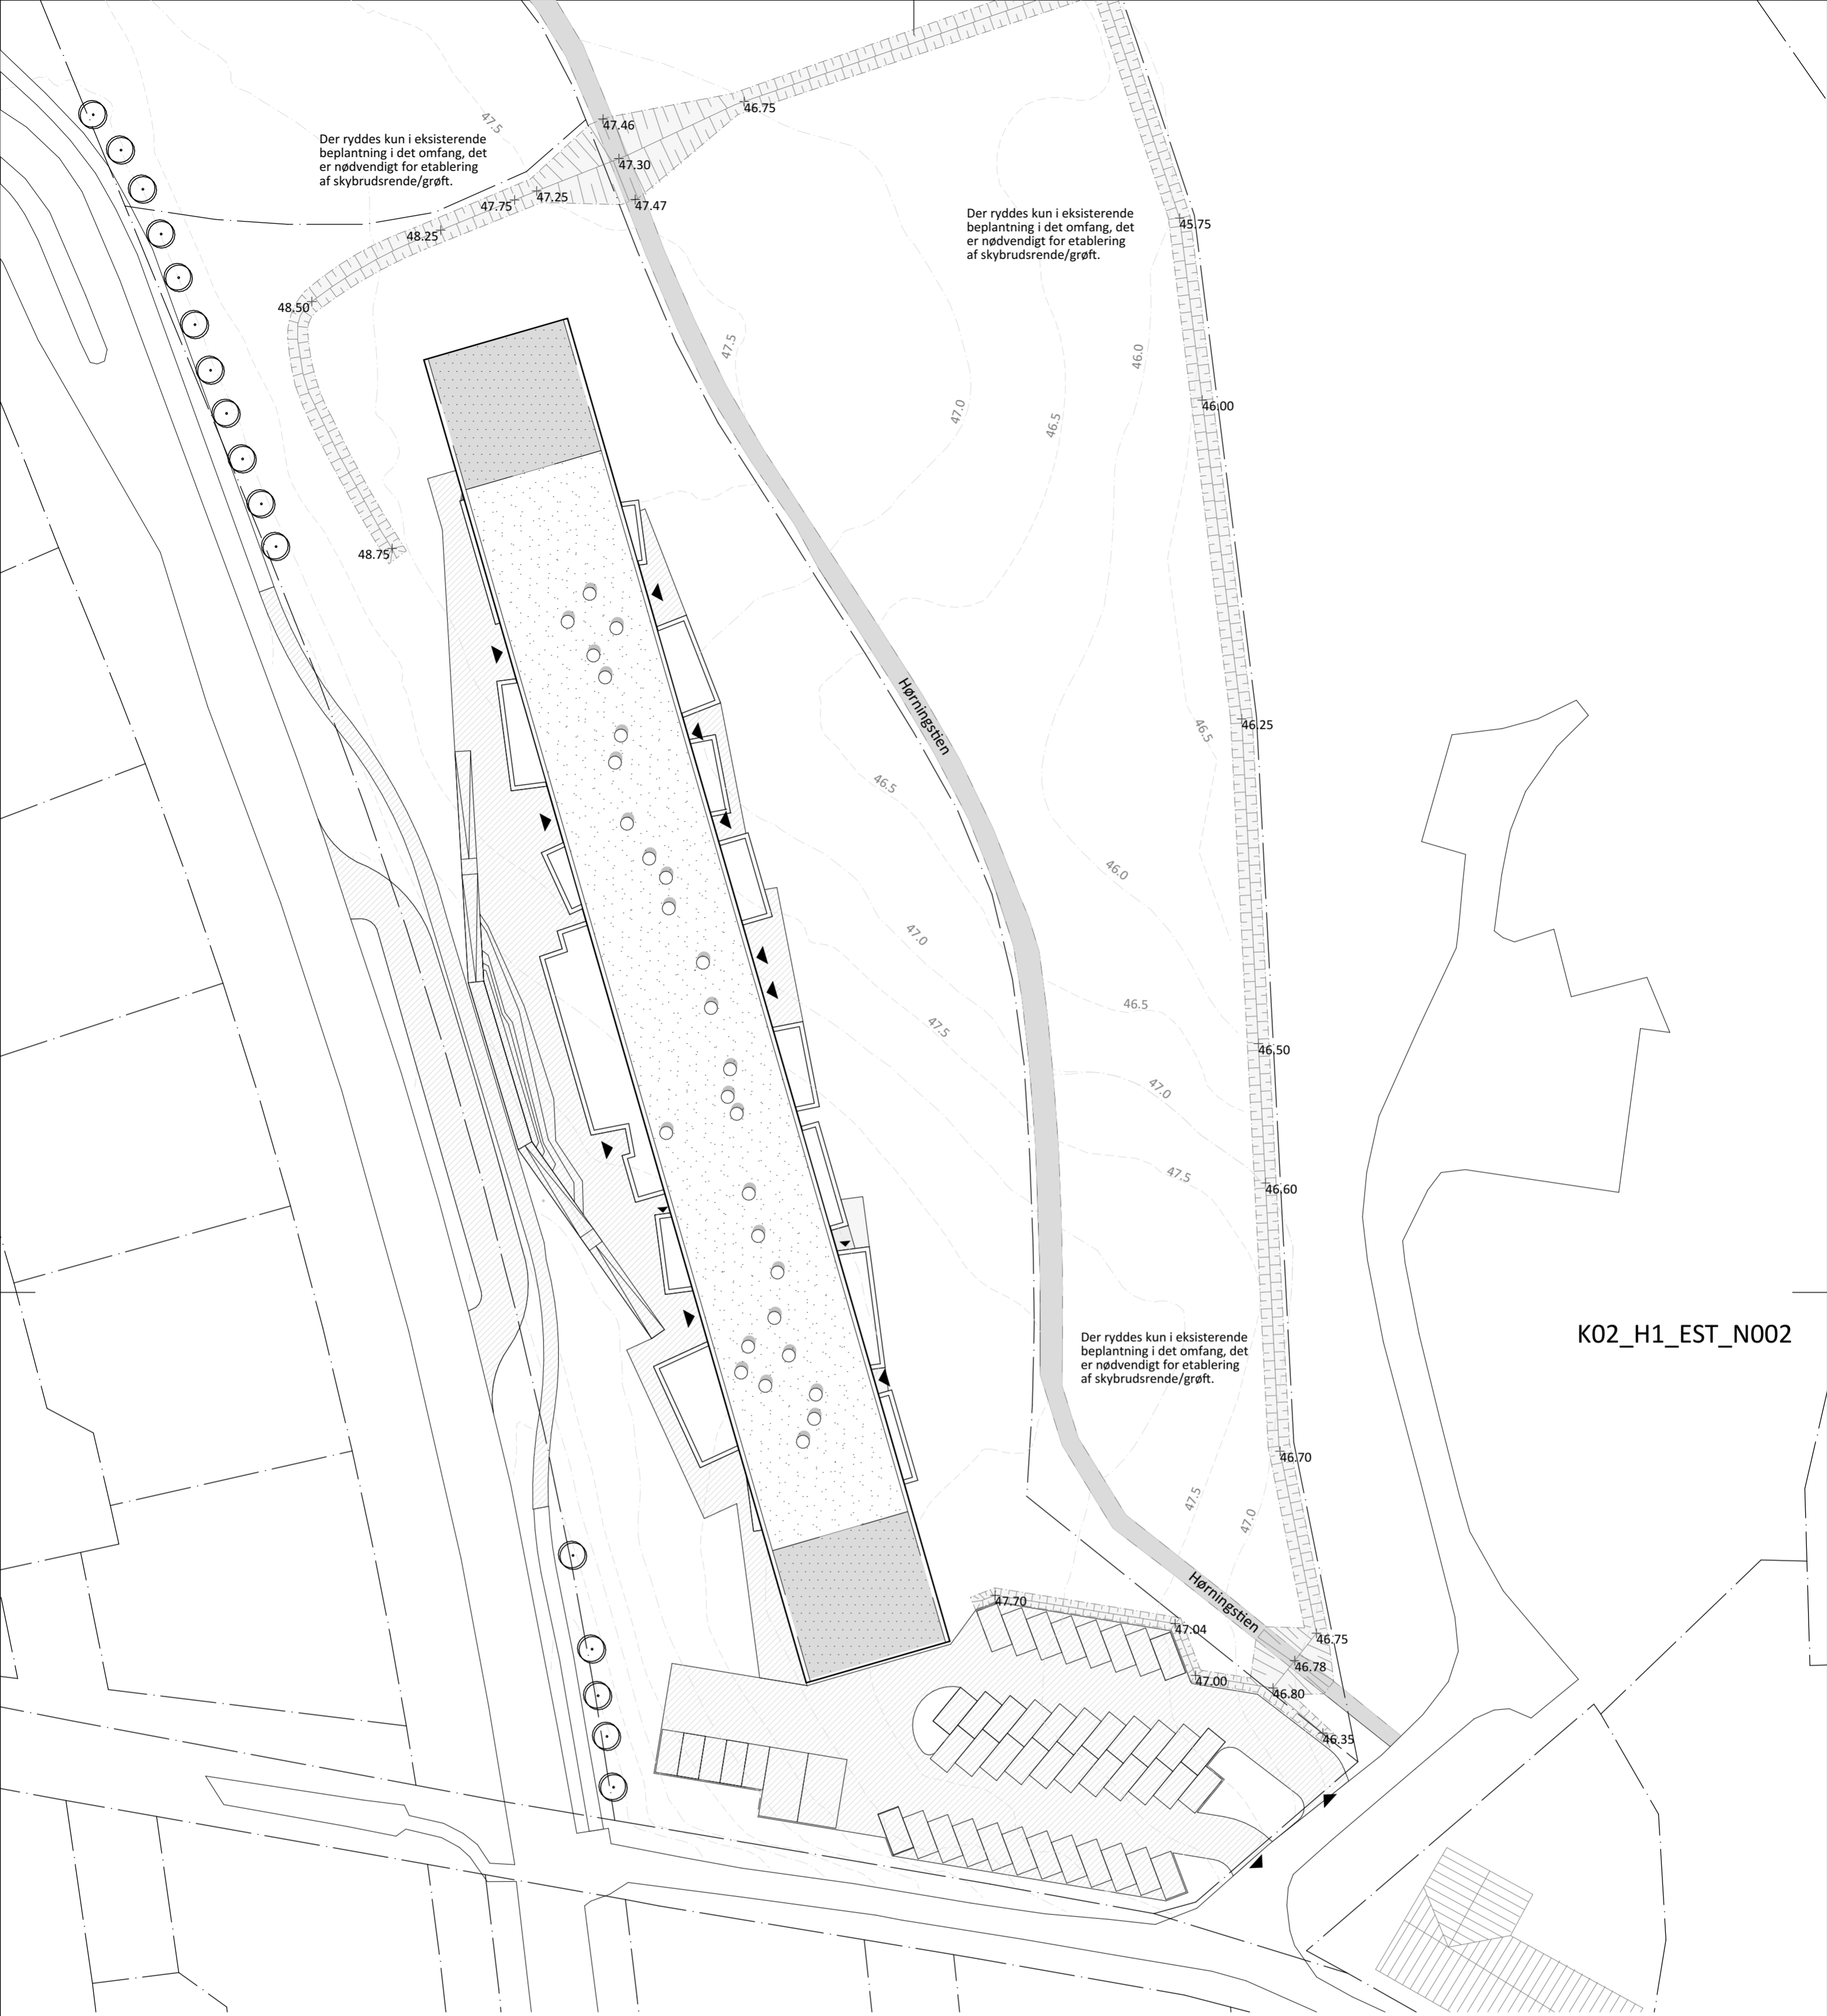 47.5
46.75
47.46
Der ryddes kun i eksisterende
beplantning i det omfang, det
er nødvendigt for etablering
af skybrudsrende/grøft.
47.30
47.25
47.75
47.47
48.25
Der ryddes kun i eksisterende
beplantning i det omfang, det
er nødvendigt for etablering
af skybrudsrende/grøft.
45.75
48.50
47.5
46.0
47.0
46.5
46.00
48.75
Hørningstien
46.25
46.5
46.5
46.0
47.0
46.5
47.5
46.50
47.0
47.5
46.60
K02_H1_EST_N002
Der ryddes kun i eksisterende
beplantning i det omfang, det
er nødvendigt for etablering
af skybrudsrende/grøft.
46.70
47.5
47.0
Hørningstien
47.70
47.04
46.75
46.78
47.00
46.80
46.35